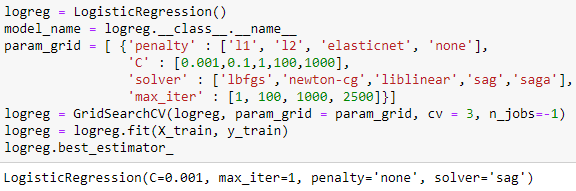 logreg = LogisticRegression()
model_name = logreg.__class__.__name__
param_grid = [ {'penalty' : ['l1', 'l2', 'elasticnet', 'none'],
'C' : [0.001,0.1,1,100,1000],
'solver' : ['lbfgs','newton-cg','liblinear','sag','saga'],
'max_iter' : [1, 100, 1000, 2500]}]
logreg = GridSearchCV(logreg, param_grid = param_grid, cv = 3, n_jobs=-1)
logreg = logreg.fit(X_train, y_train)
logreg.best_estimator_
LogisticRegression(C=0.001, max_iter=1, penalty='none', solver='sag')